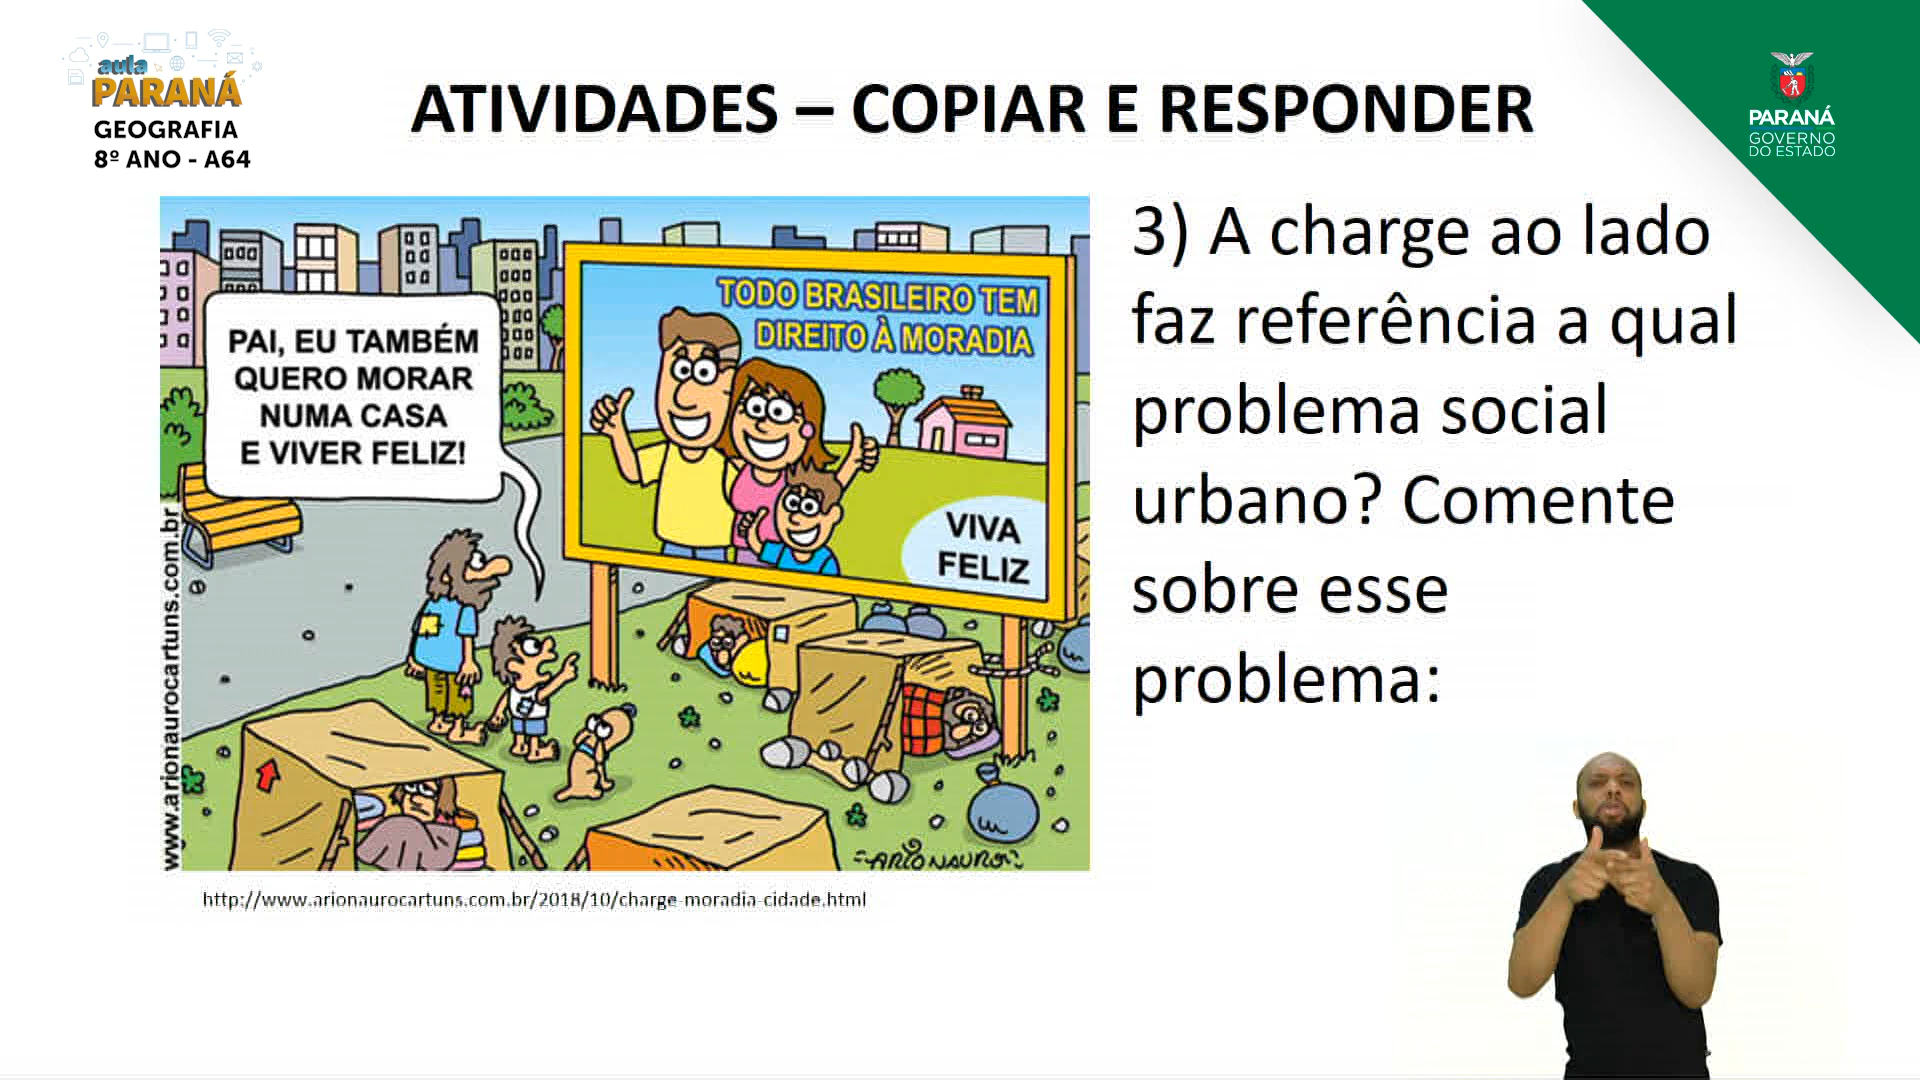 aula
PARANÁ
GEOGRAFIA
8º ANO - A64
ATIVIDADES – COPIAR E RESPONDER
PARANÁ
GOVERNO
DO ESTADO
PAI, EU TAMBÉM
QUERO MORAR
NUMA CASA
E VIVER FELIZ!
TODO BRASILEIRO TEM
DIREITO À MORADIA
VIVA
FELIZ
www.arionaurocartuns.com.br
ARIONAURO
http://www.arionaurocartuns.com.br/2018/10/charge-moradia-cidade.html
3) A charge ao lado
faz referência a qual
problema social
urbano? Comente
sobre esse
problema: